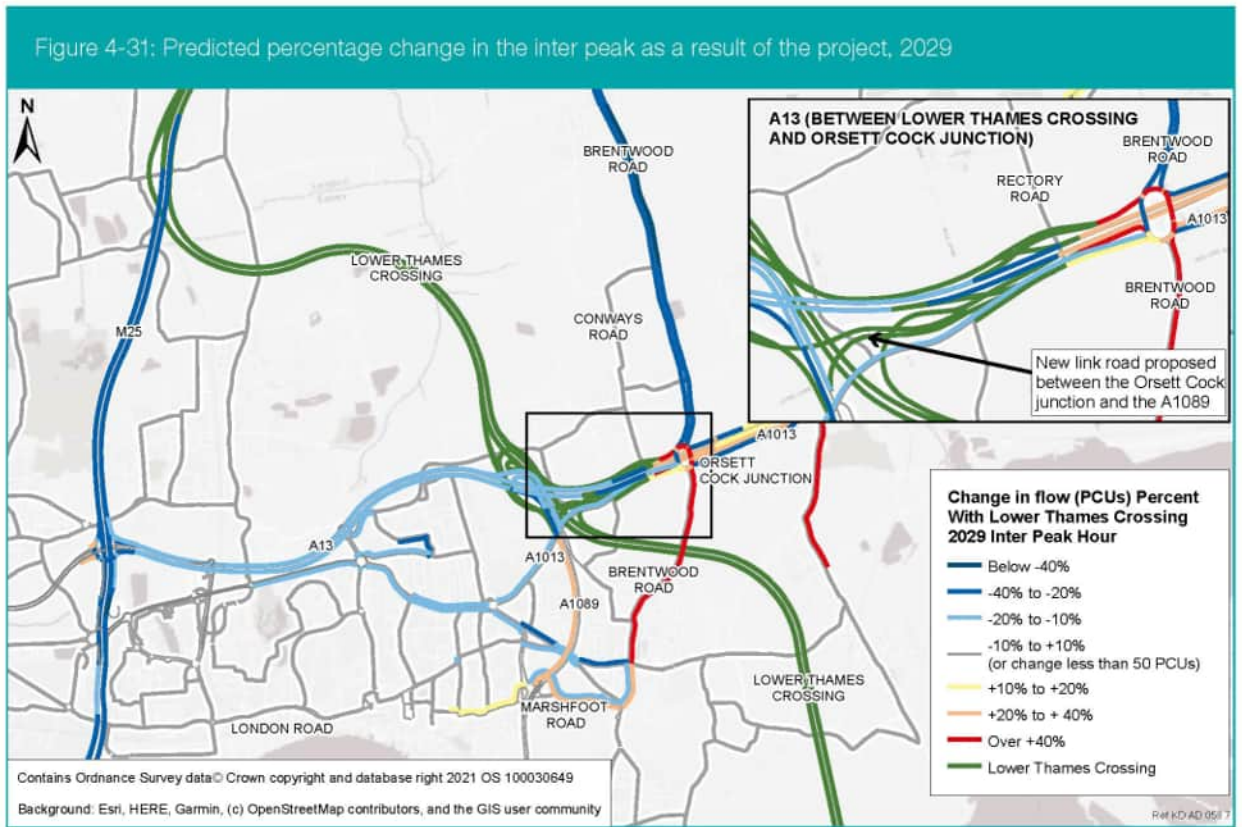 Figure 4-31: Predicted percentage change in the inter peak as a result of the project, 2029
N
BRENTWOOD
ROAD
LOWER THAMES
CROSSING
M25
CONWAYS
ROAD
A1013
ORSETT
COCK JUNCTION
A13
A1013
BRENTWOOD
ROAD
A1089
LOWER THAMES
CROSSING
MARSHFOOT
ROAD
LONDON ROAD
A13 (BETWEEN LOWER THAMES CROSSING
AND ORSETT COCK JUNCTION)
BRENTWOOD
ROAD
RECTORY
ROAD
A1013
BRENTWOOD
ROAD
New link road proposed
between the Orsett Cock
junction and the A1089
Change in flow (PCUs) Percent
With Lower Thames Crossing
2029 Inter Peak Hour
Below -40%
-40% to -20%
-20% to -10%
-10% to +10%
(or change less than 50 PCUs)
+10% to +20%
+20% to + 40%
Over +40%
Lower Thames Crossing
Contains Ordnance Survey data© Crown copyright and database right 2021 OS 100030649
Background: Esri, HERE, Garmin, (c) OpenStreetMap contributors, and the GIS user community